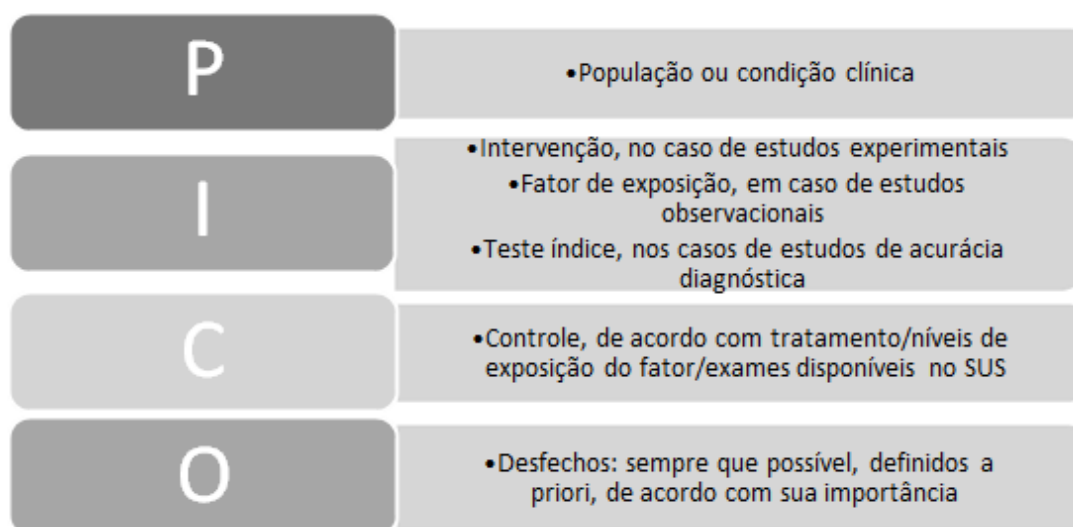 P
•População ou condição clínica
I
•Intervenção, no caso de estudos experimentais
•Fator de exposição, em caso de estudos
observacionais
•Teste índice, nos casos de estudos de acurácia
diagnóstica
C
•Controle, de acordo com tratamento/níveis de
exposição do fator/exames disponíveis no SUS
O
•Desfechos: sempre que possível, definidos a
priori, de acordo com sua importância